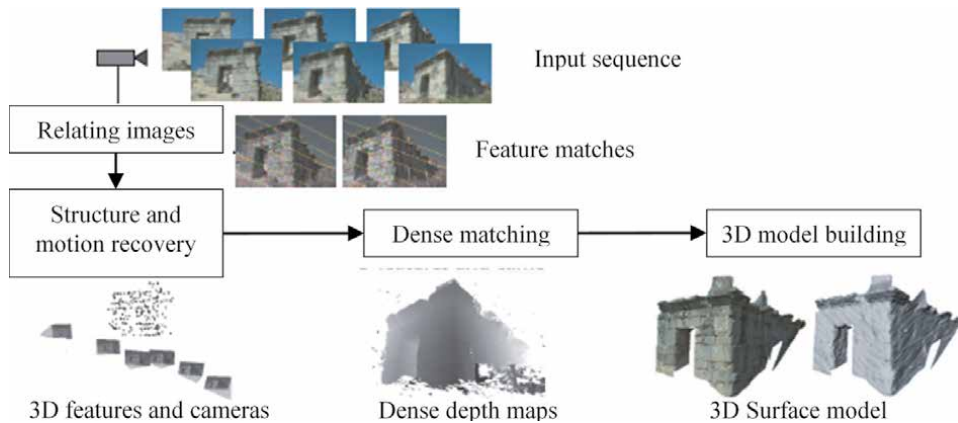 Input sequence
Relating images
Feature matches
Structure and
motion recovery
Dense matching
3D model building
3D features and cameras
Dense depth maps
3D Surface model